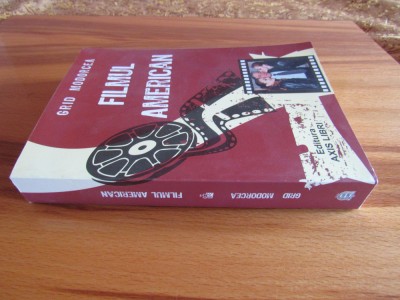 GRID MODORCEA
FILMUL
AMERICAN
Editura
AXIS LIBRI
GRID MODORCEA
FILMUL AMERICAN